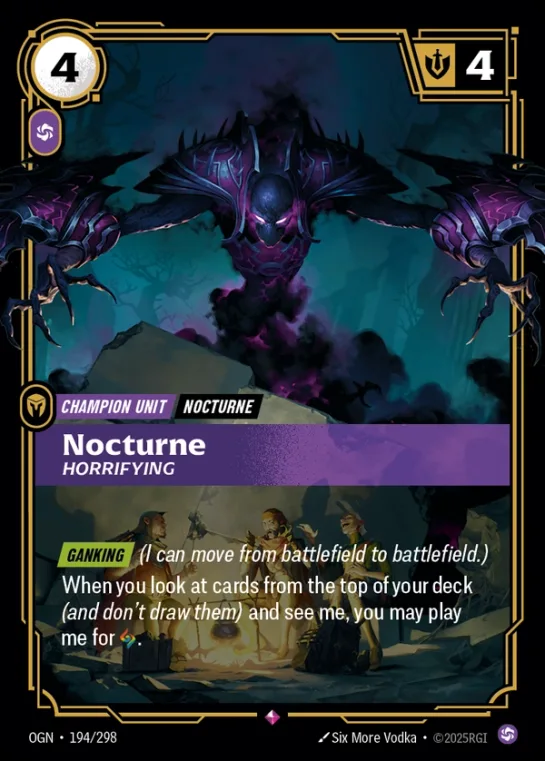 4
4
CHAMPION UNIT NOCTURNE
Nocturne
HORRIFYING
GANKING (I can move from battlefield to battlefield.)
When you look at cards from the top of your deck
(and don't draw them) and see me, you may play
me for .
OGN • 194/298 Six More Vodka • ©2025RGI